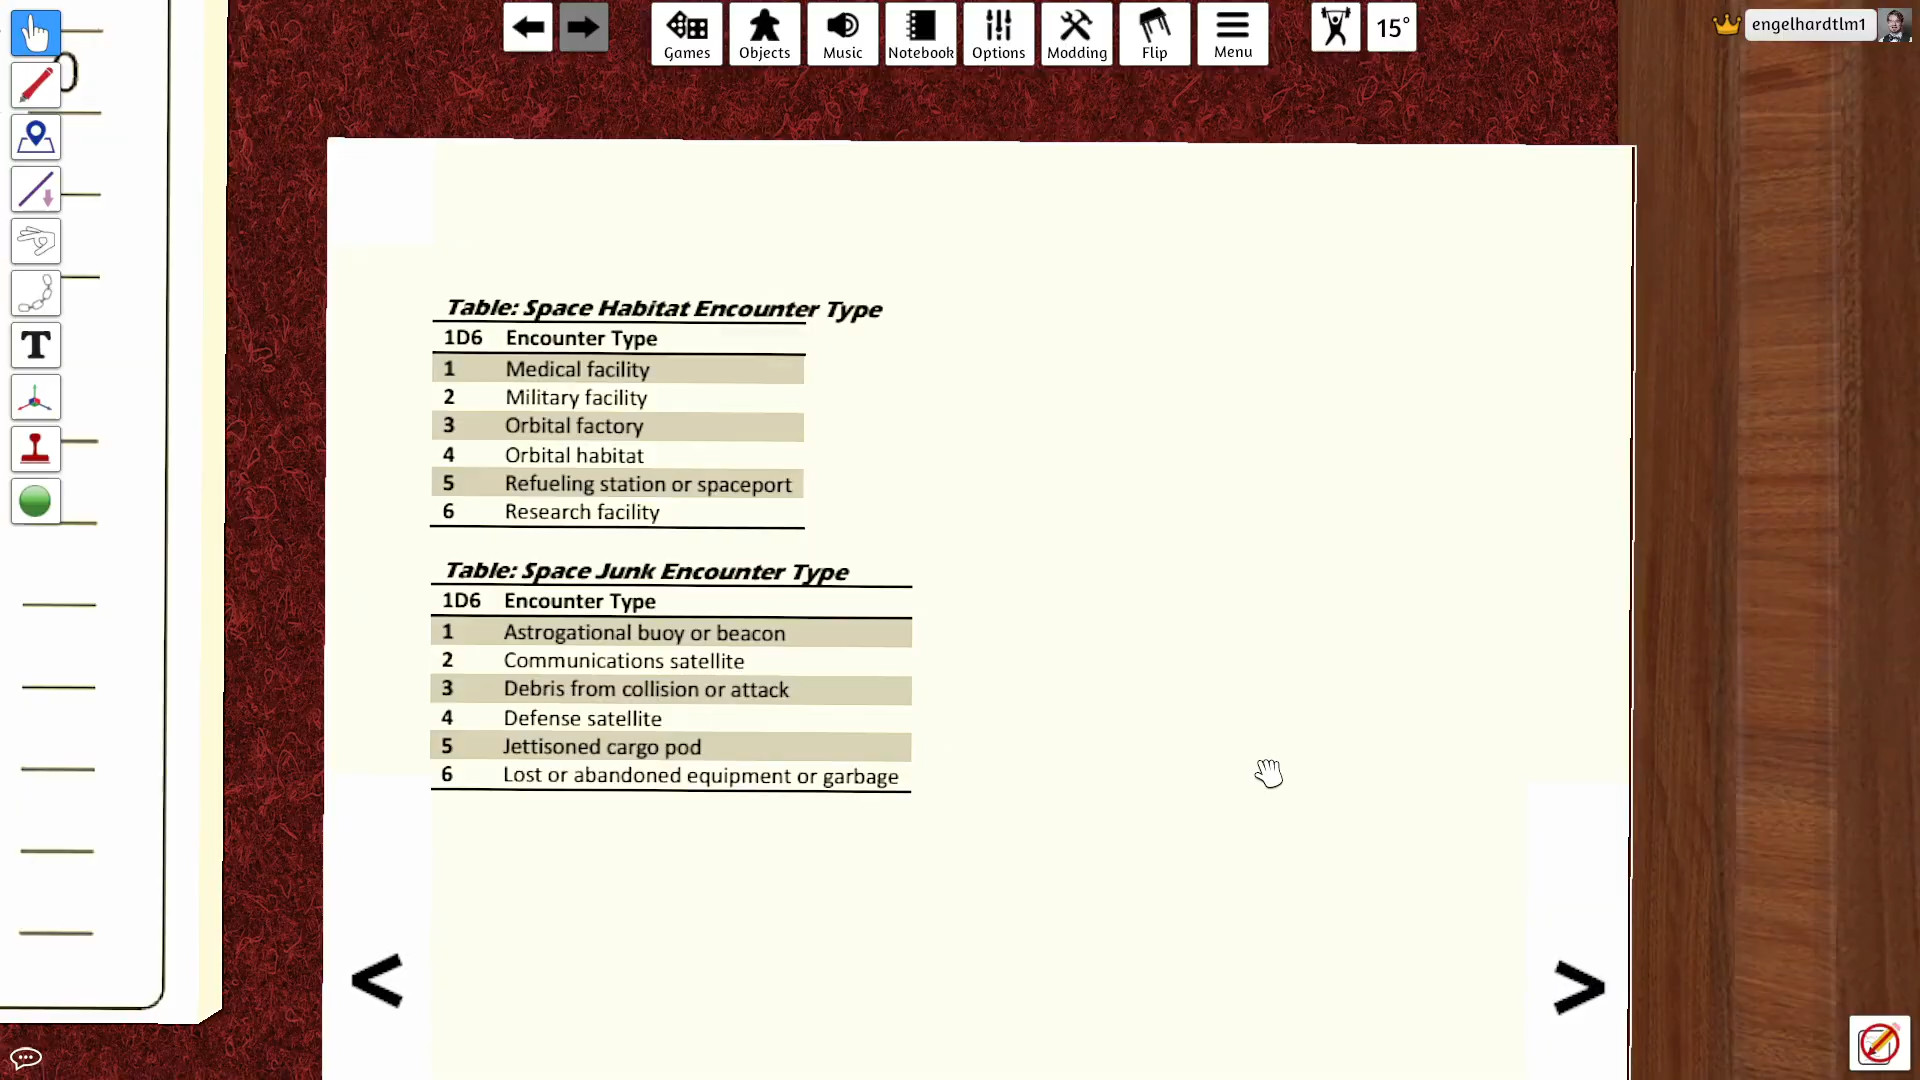 Games
Objects
Music
Notebook
Options
Modding
Flip
Menu
15°
engelhardtlm1
T
Table: Space Habitat Encounter Type
1D6 Encounter Type
1 Medical facility
2 Military facility
3 Orbital factory
4 Orbital habitat
5 Refueling station or spaceport
6 Research facility
Table: Space Junk Encounter Type
1D6 Encounter Type
1 Astrogational buoy or beacon
2 Communications satellite
3 Debris from collision or attack
4 Defense satellite
5 Jettisoned cargo pod
6 Lost or abandoned equipment or garbage
< >